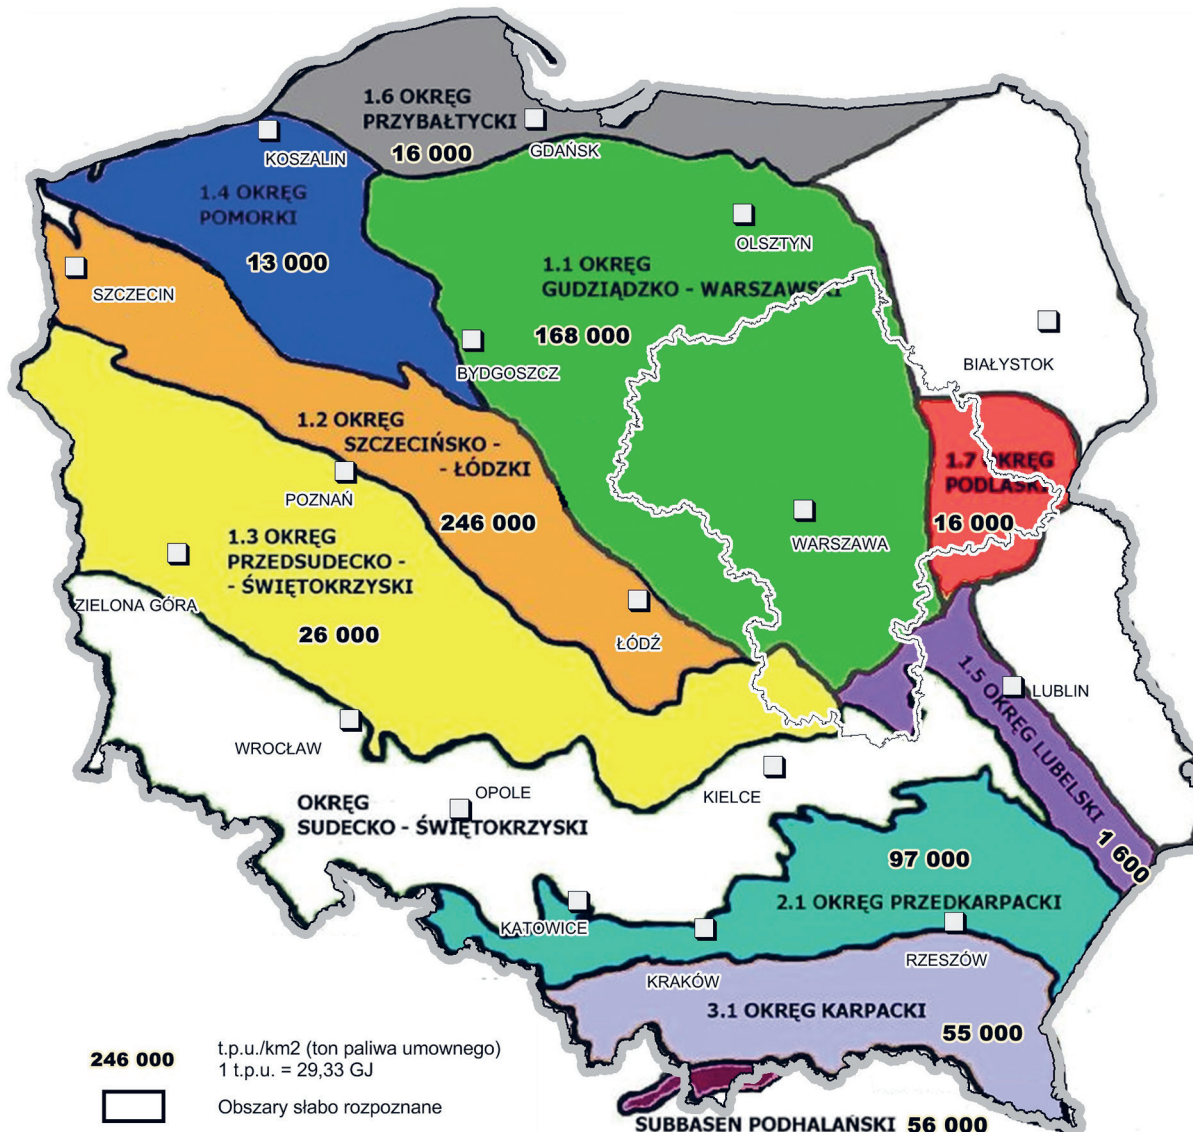 1.6 OKRĘG
PRZYBAŁTYCKI
16 000
GDAŃSK
KOSZALIN
1.4 OKRĘG
POMORKI
13 000
OLSZTYN
1.1 OKRĘG
GUDZIĄDZKO - WARSZAWSKI
168 000
SZCZECIN
BYDGOSZCZ
BIAŁYSTOK
1.2 OKRĘG
SZCZECIŃSKO -
- ŁÓDZKI
246 000
1.7 OKRĘG
PODLASKI
16 000
POZNAŃ
WARSZAWA
1.3 OKRĘG
PRZEDSUDECKO -
- ŚWIĘTOKRZYSKI
26 000
ZIELONA GÓRA
ŁÓDŹ
1.5 OKRĘG LUBELSKI
1 600
LUBLIN
WROCŁAW
OPOLE
KIELCE
OKRĘG
SUDECKO - ŚWIĘTOKRZYSKI
97 000
2.1 OKRĘG PRZEDKARPACKI
KATOWICE
RZESZÓW
KRAKÓW
3.1 OKRĘG KARPACKI
55 000
246 000 t.p.u./km2 (ton paliwa umownego)
1 t.p.u. = 29,33 GJ
Obszary słabo rozpoznane
SUBBASEN PODHALAŃSKI 56 000